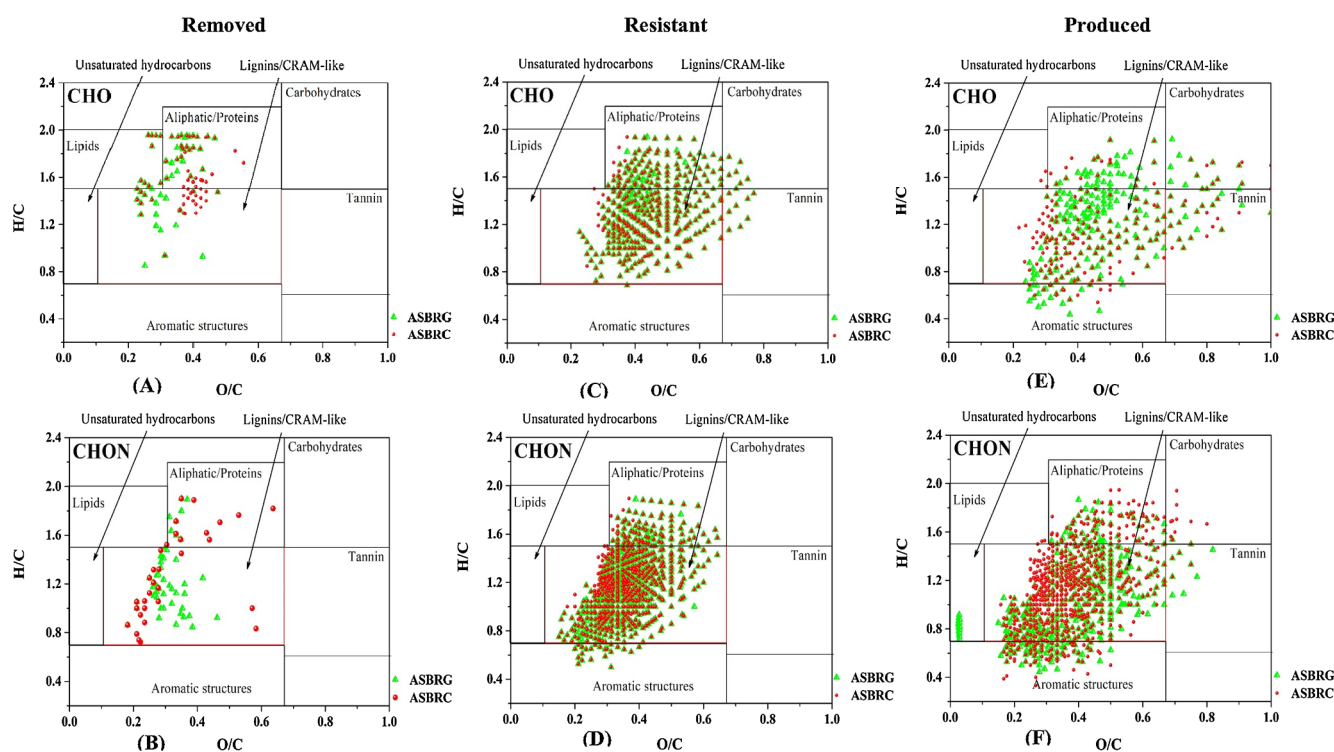 Removed
Resistant
Produced
Unsaturated hydrocarbons
Lignins/CRAM-like
2.4
CHO
Carbohydrates
Aliphatic/Proteins
2.0
Lipids
1.6
Tannin
H/C
1.2
0.8
0.4
Aromatic structures
ASBRG
ASBRC
0.0
0.2
0.4
0.6
0.8
1.0
(A)
O/C
Unsaturated hydrocarbons
Lignins/CRAM-like
2.4
CHO
Carbohydrates
Aliphatic/Proteins
2.0
Lipids
1.6
Tannin
H/C
1.2
0.8
0.4
Aromatic structures
ASBRG
ASBRC
0.0
0.2
0.4
0.6
0.8
1.0
(C)
O/C
Unsaturated hydrocarbons
Lignins/CRAM-like
2.4
CHO
Carbohydrates
Aliphatic/Proteins
2.0
Lipids
1.6
Tannin
H/C
1.2
0.8
0.4
Aromatic structures
ASBRG
ASBRC
0.0
0.2
0.4
0.6
0.8
1.0
(E)
O/C
Unsaturated hydrocarbons
Lignins/CRAM-like
2.4
CHON
Carbohydrates
Aliphatic/Proteins
2.0
Lipids
1.6
Tannin
H/C
1.2
0.8
0.4
Aromatic structures
ASBRG
ASBRC
0.0
0.2
0.4
0.6
0.8
1.0
(B)
O/C
Unsaturated hydrocarbons
Lignins/CRAM-like
2.4
CHON
Carbohydrates
Aliphatic/Proteins
2.0
Lipids
1.6
Tannin
H/C
1.2
0.8
0.4
Aromatic structures
ASBRG
ASBRC
0.0
0.2
0.4
0.6
0.8
1.0
(D)
O/C
Unsaturated hydrocarbons
Lignins/CRAM-like
2.4
CHON
Carbohydrates
Aliphatic/Proteins
2.0
Lipids
1.6
Tannin
H/C
1.2
0.8
0.4
Aromatic structures
ASBRG
ASBRC
0.0
0.2
0.4
0.6
0.8
1.0
(F)
O/C